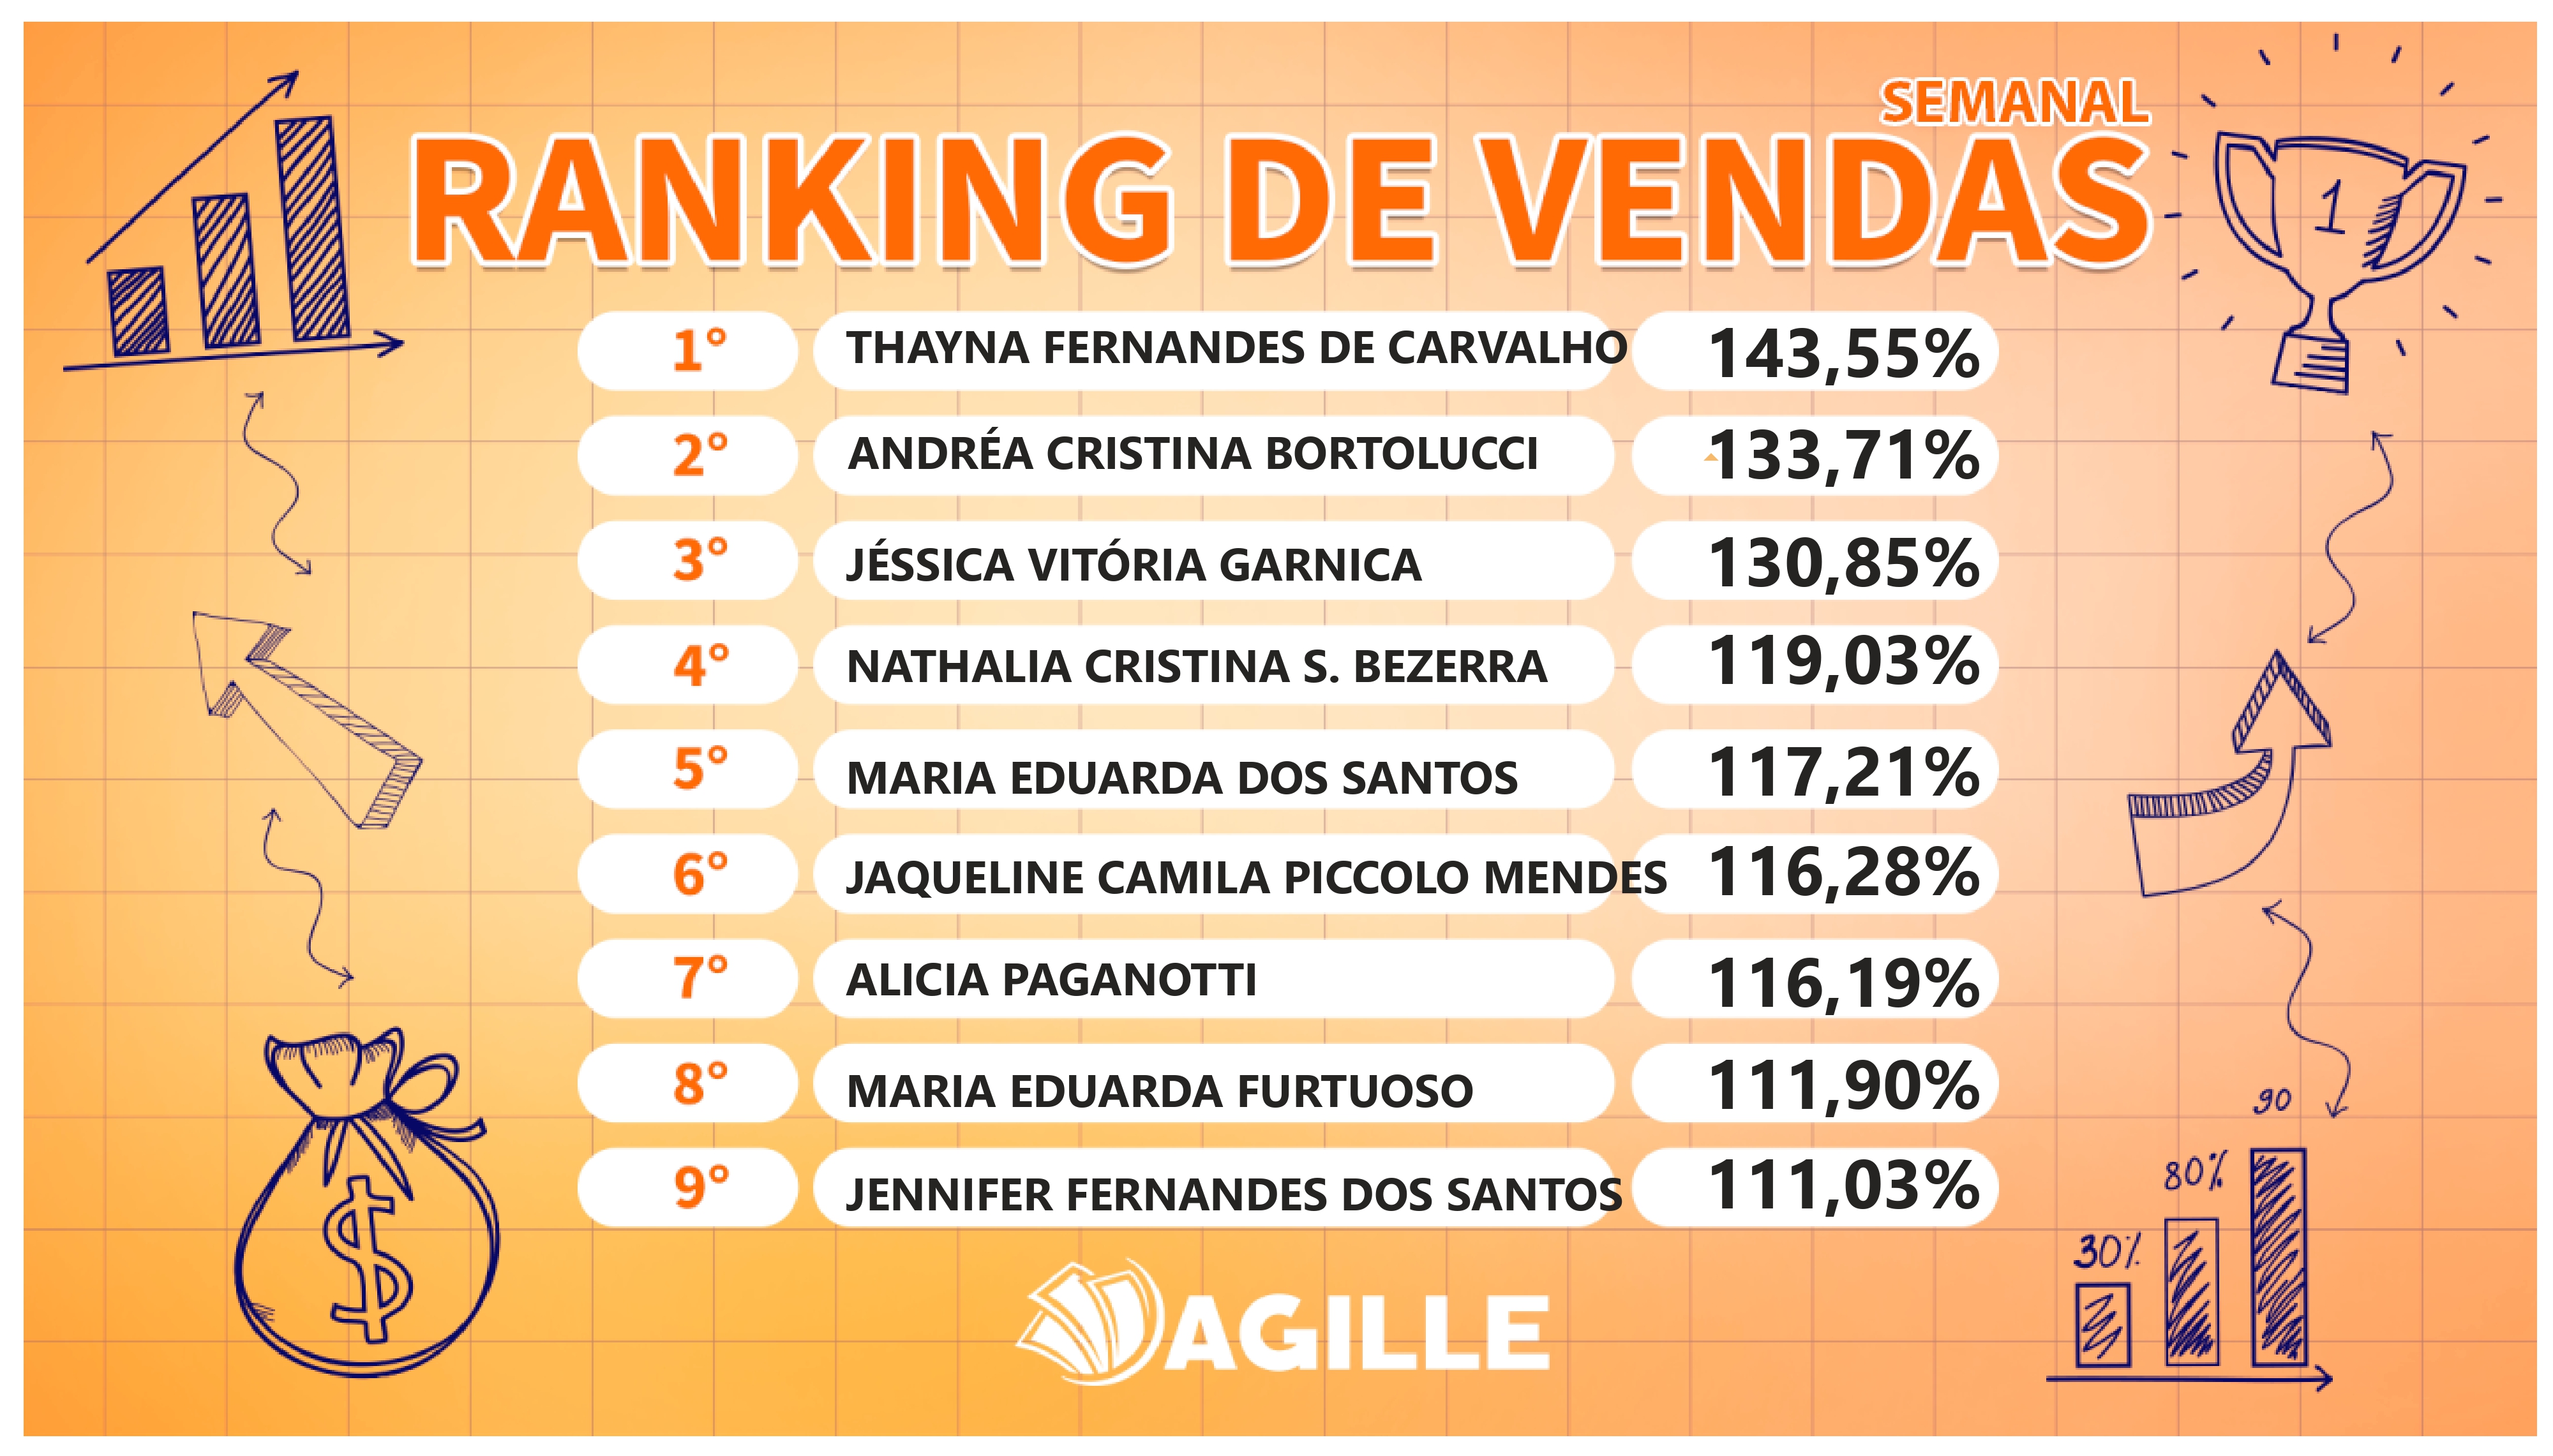 SEMANAL
RANKING DE VENDAS
1
1° THAYNA FERNANDES DE CARVALHO 143,55%
2° ANDRÉA CRISTINA BORTOLUCCI 133,71%
3° JÉSSICA VITÓRIA GARNICA 130,85%
4° NATHALIA CRISTINA S. BEZERRA 119,03%
5° MARIA EDUARDA DOS SANTOS 117,21%
6° JAQUELINE CAMILA PICCOLO MENDES 116,28%
7° ALICIA PAGANOTTI 116,19%
8° MARIA EDUARDA FURTUOSO 111,90%
9° JENNIFER FERNANDES DOS SANTOS 111,03%
$
90
80%
30%
AGILLE